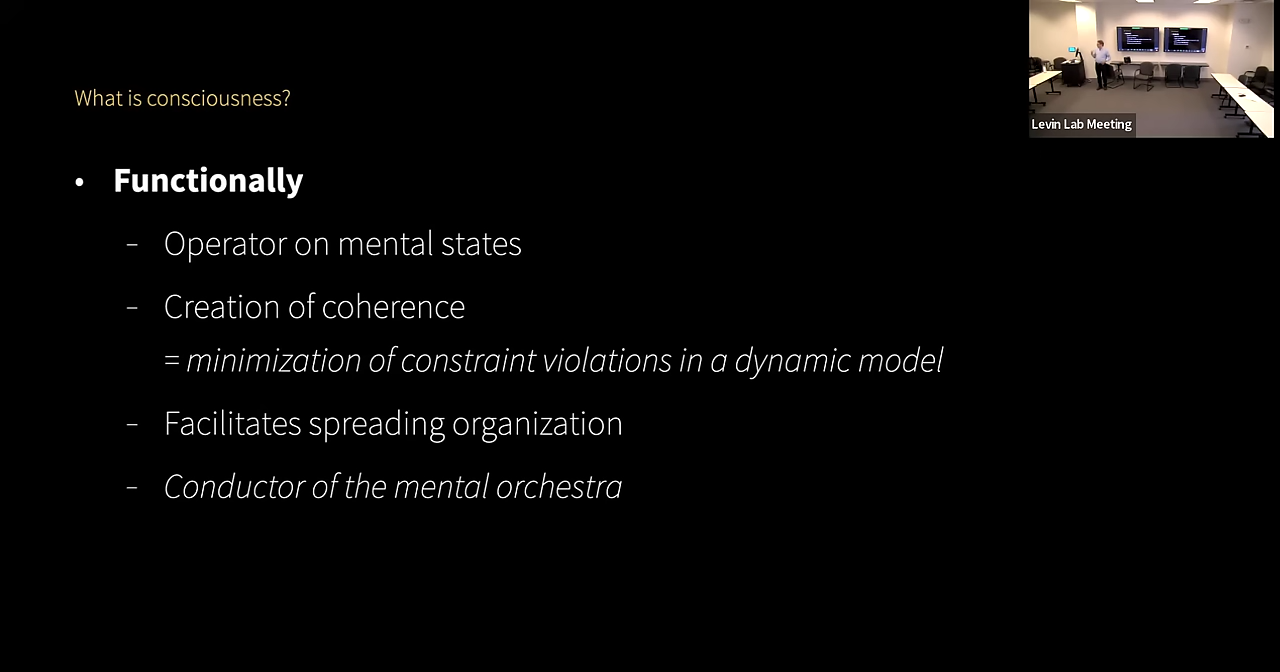 What is consciousness?
• Functionally
– Operator on mental states
– Creation of coherence
= minimization of constraint violations in a dynamic model
– Facilitates spreading organization
– Conductor of the mental orchestra
Levin Lab Meeting